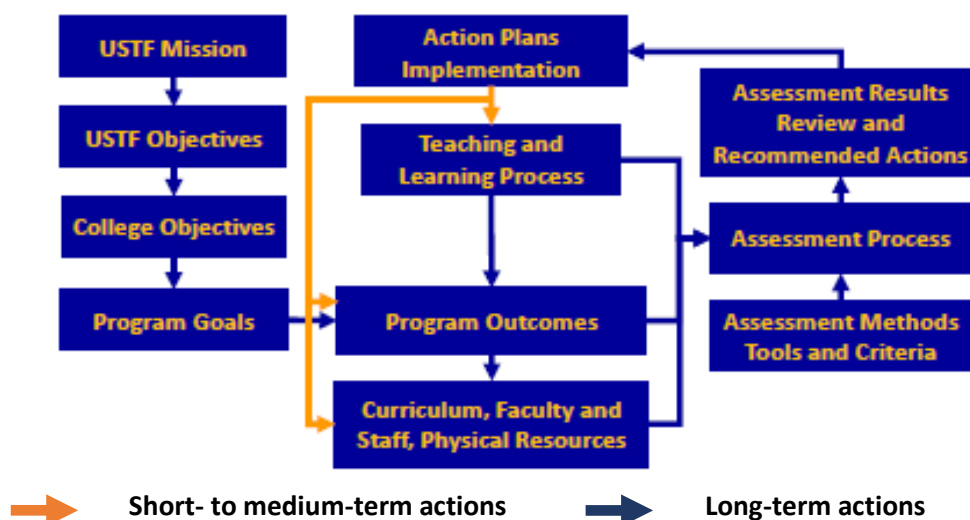 USTF Mission
USTF Objectives
College Objectives
Program Goals
Action Plans
Implementation
Teaching and
Learning Process
Program Outcomes
Curriculum, Faculty and
Staff, Physical Resources
Assessment Results
Review and
Recommended Actions
Assessment Process
Assessment Methods
Tools and Criteria
Short- to medium-term actions
Long-term actions